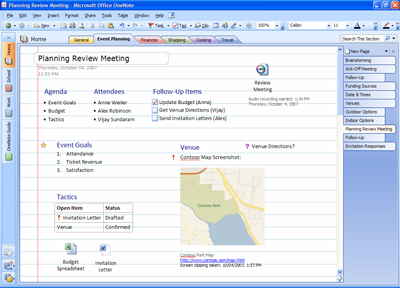 Planning Review Meeting - Microsoft Office OneNote
File Edit View Insert Format Share Tools Table Window Help
Type a question for help
New
100%
Calibri
11
Home
General
Event Planning
Finances
Shopping
Cooking
Travel
Search This Section
Home
School
Work
OneNote Guide
Planning Review Meeting
Thursday, October 04, 2007
12:33 PM
Review
Meeting
Audio recording started: 1:34 PM
Thursday, October 4, 2007
Agenda
Event Goals
Budget
Tactics
Attendees
Anne Weiler
Alex Robinson
Vijay Sundaram
Follow-Up Items
Update Budget (Anne)
Get Venue Directions (Vijay)
Send Invitation Letters (Alex)
Event Goals
1. Attendance
2. Ticket Revenue
3. Satisfaction
Venue
? Venue Directions?
! Contoso Map Screenshot:
Contoso Park
Contoso Park Map
http://www.contoso.com/map.html
Screen clipping taken: 10/04/2007, 1:57 PM
Tactics
Open Item Status
! Invitation Letter Drafted
Venue Confirmed
Budget
Spreadsheet
Invitation
Letter
New Page
Brainstorming
Kick-Off Meeting
Follow-Up
Funding Sources
Date & Times
Venues
Outdoor Options
Indoor Options
Planning Review Meeting
Follow-Up
Invitation Responses